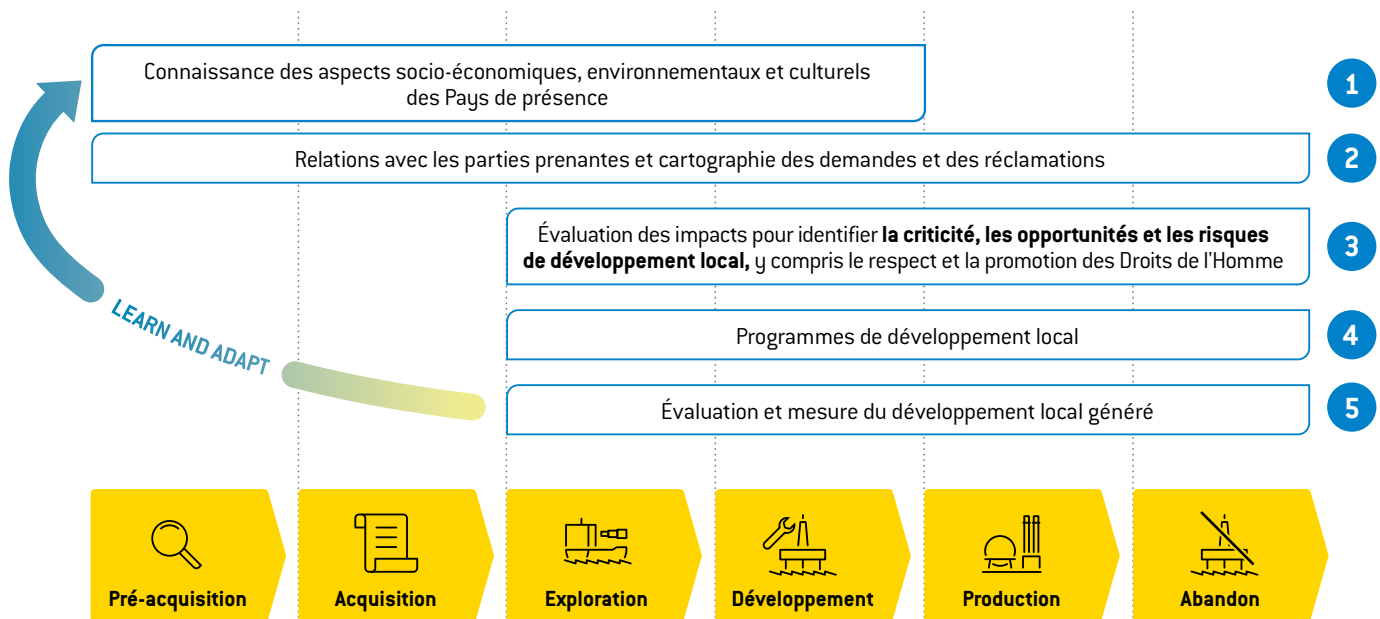 Connaissance des aspects socio-économiques, environnementaux et culturels
des Pays de présence
1
Relations avec les parties prenantes et cartographie des demandes et des réclamations
2
Évaluation des impacts pour identifier la criticité, les opportunités et les risques
de développement local, y compris le respect et la promotion des Droits de l'Homme
3
LEARN AND ADAPT
Programmes de développement local
4
Évaluation et mesure du développement local généré
5
Pré-acquisition
Acquisition
Exploration
Développement
Production
Abandon